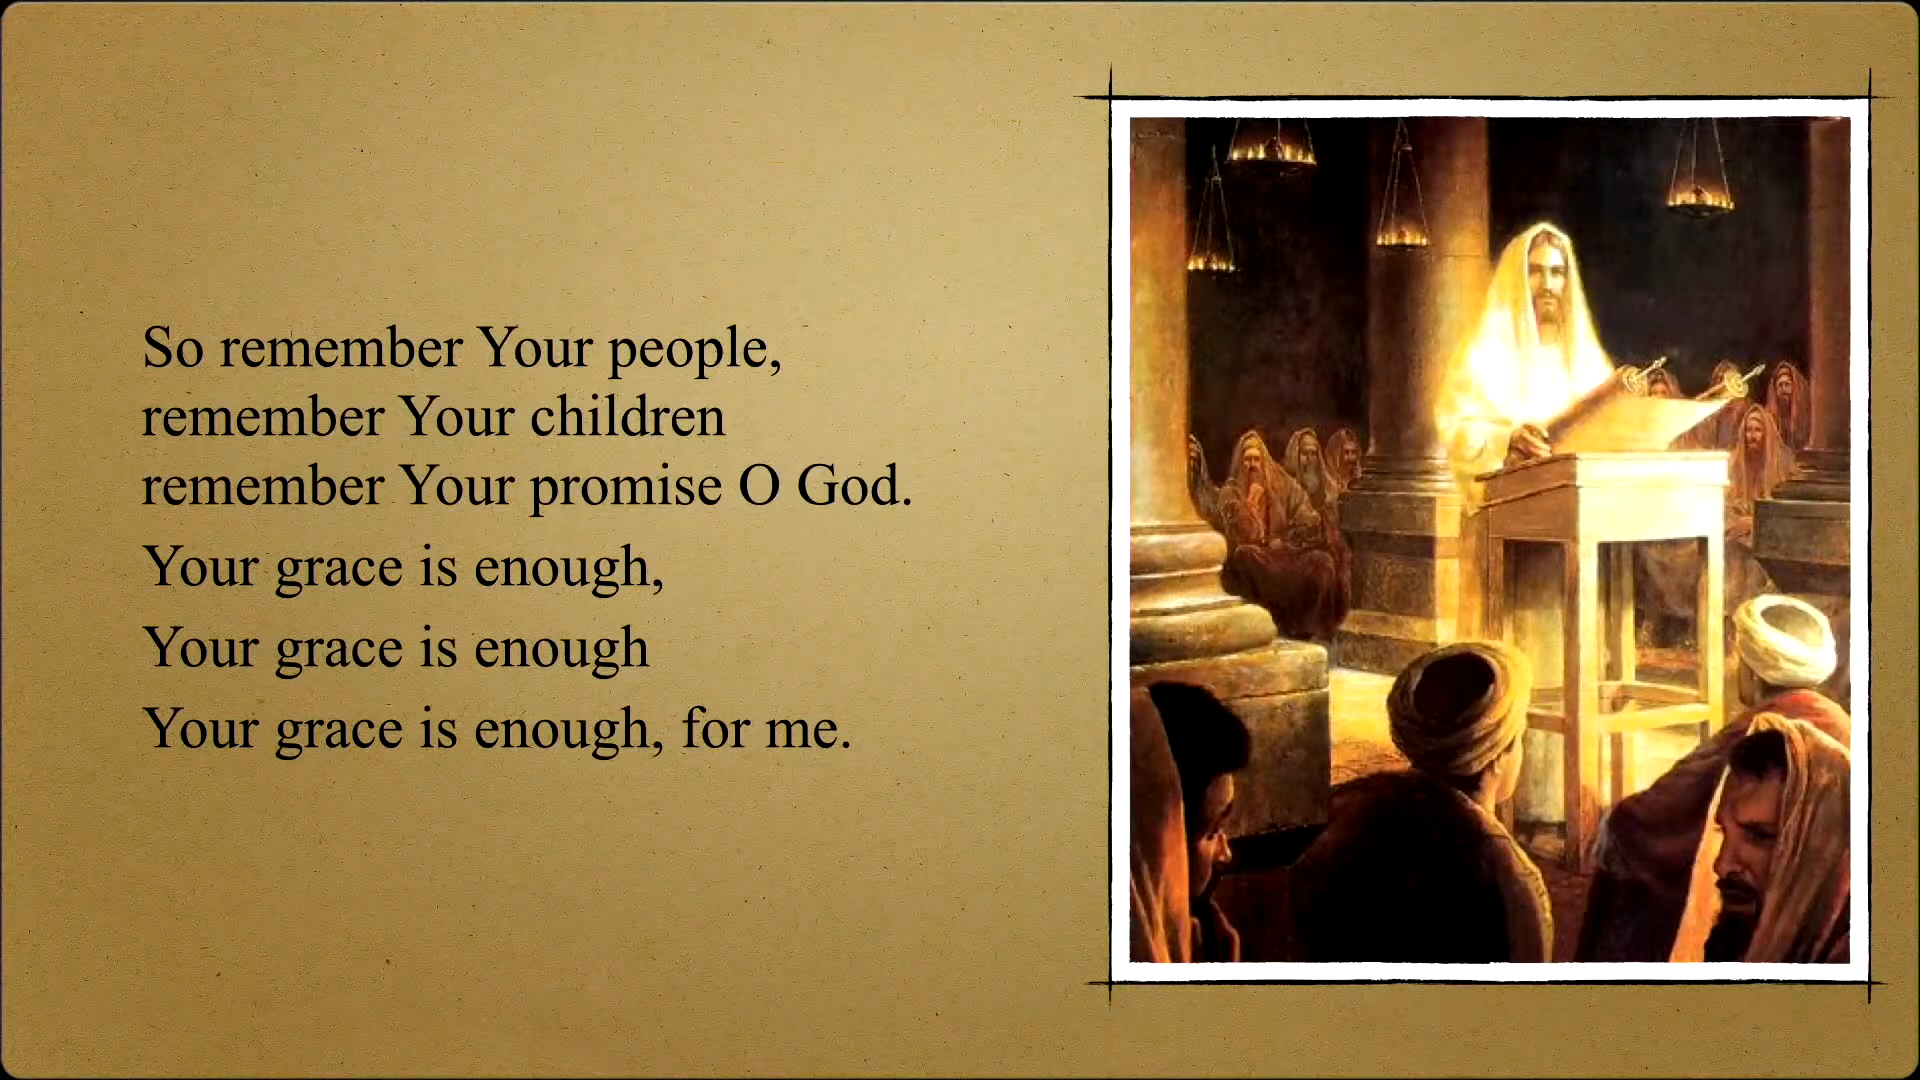 So remember Your people,
remember Your children
remember Your promise O God.
Your grace is enough,
Your grace is enough
Your grace is enough, for me.